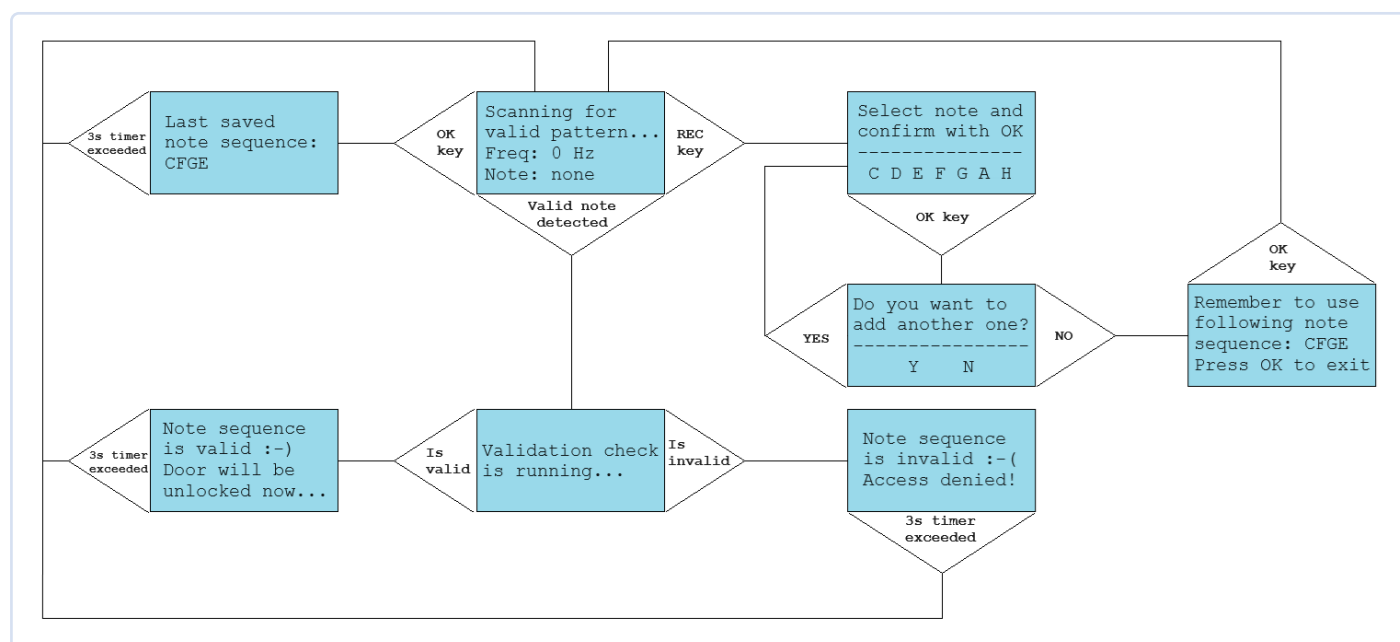 3s timer
exceeded
Last saved
note sequence:
CFGE
OK
key
Scanning for
valid pattern...
Freq: 0 Hz
Note: none
REC
key
Valid note
detected
Select note and
confirm with OK
---------------
C D E F G A H
OK key
YES
Do you want to
add another one?
----------------
Y N
NO
OK
key
Remember to use
following note
sequence: CFGE
Press OK to exit
3s timer
exceeded
Note sequence
is valid :-)
Door will be
unlocked now...
Is
valid
Validation check
is running...
Is
invalid
Note sequence
is invalid :-(
Access denied!
3s timer
exceeded